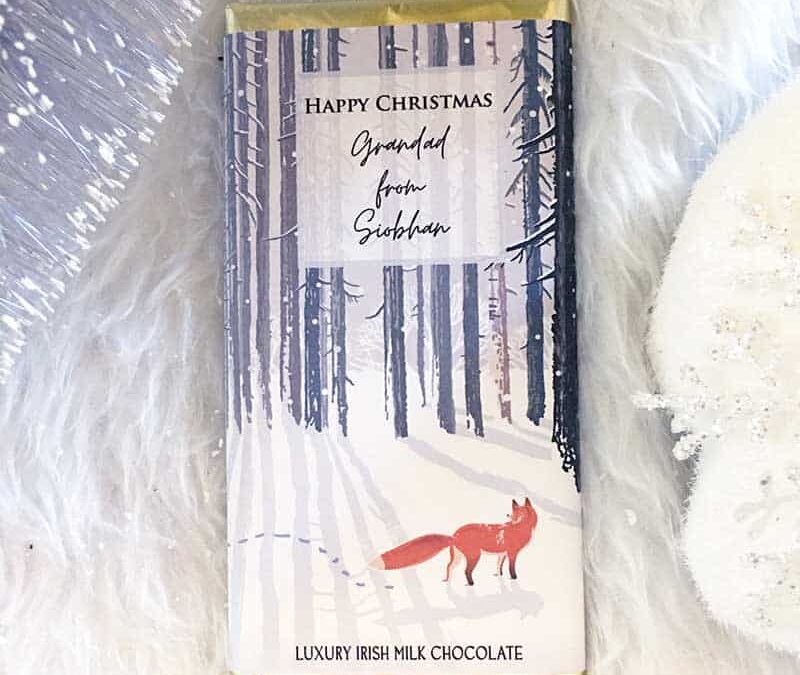 HAPPY CHRISTMAS
Grandad
from
Siobhan
LUXURY IRISH MILK CHOCOLATE